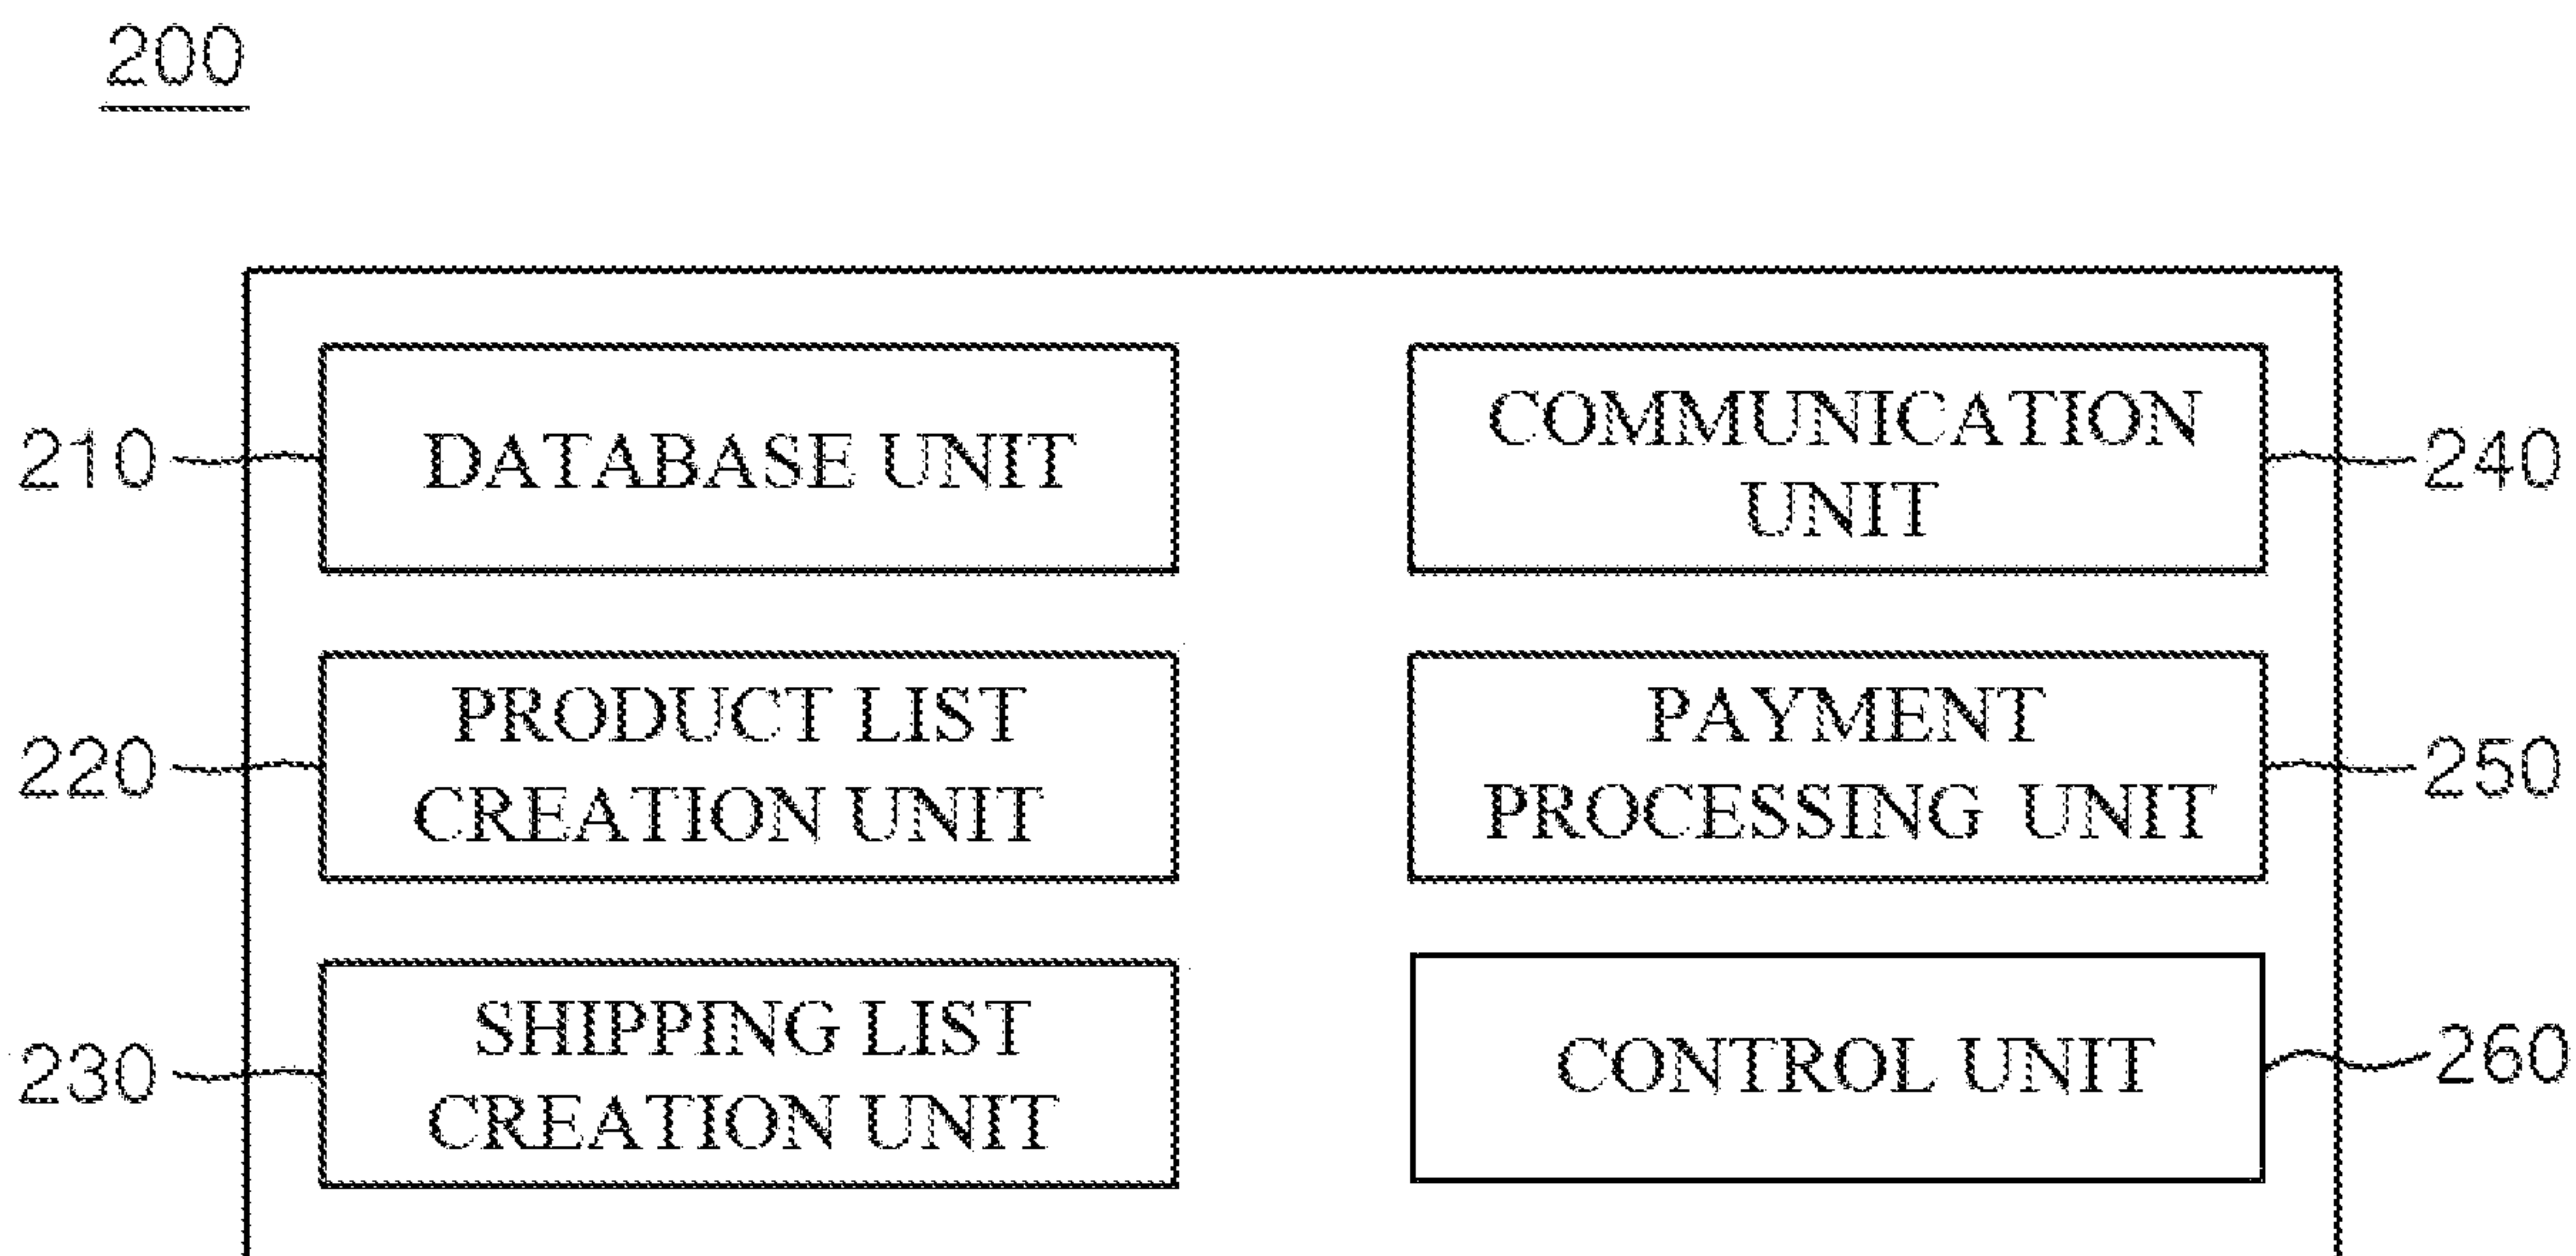 200
210
DATABASE UNIT
COMMUNICATION
UNIT
240
220
PRODUCT LIST
CREATION UNIT
PAYMENT
PROCESSING UNIT
250
230
SHIPPING LIST
CREATION UNIT
CONTROL UNIT
260